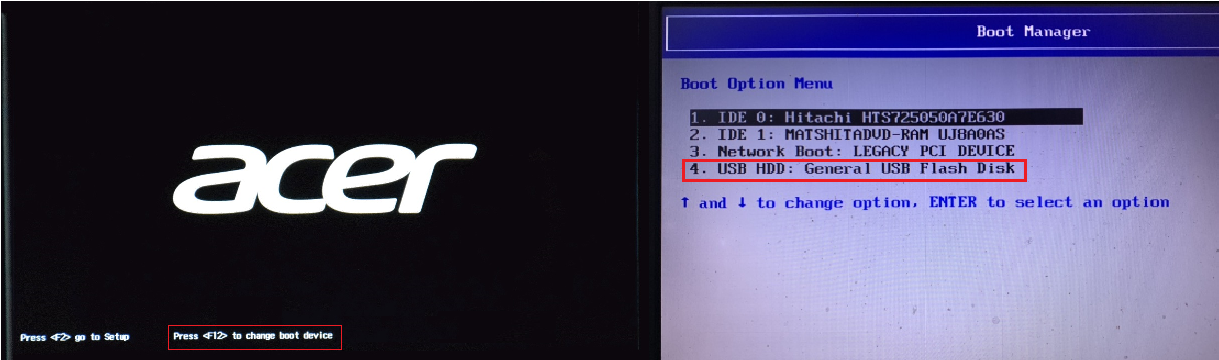 acer
Press <F2> go to Setup
Press <F12> to change boot device
Boot Manager
Boot Option Menu
1. IDE 0: Hitachi HTS725050A7E630
2. IDE 1: MATSHITADVD-RAM UJ8A0AS
3. Network Boot: LEGACY PCI DEVICE
4. USB HDD: General USB Flash Disk
↑ and ↓ to change option, ENTER to select an option